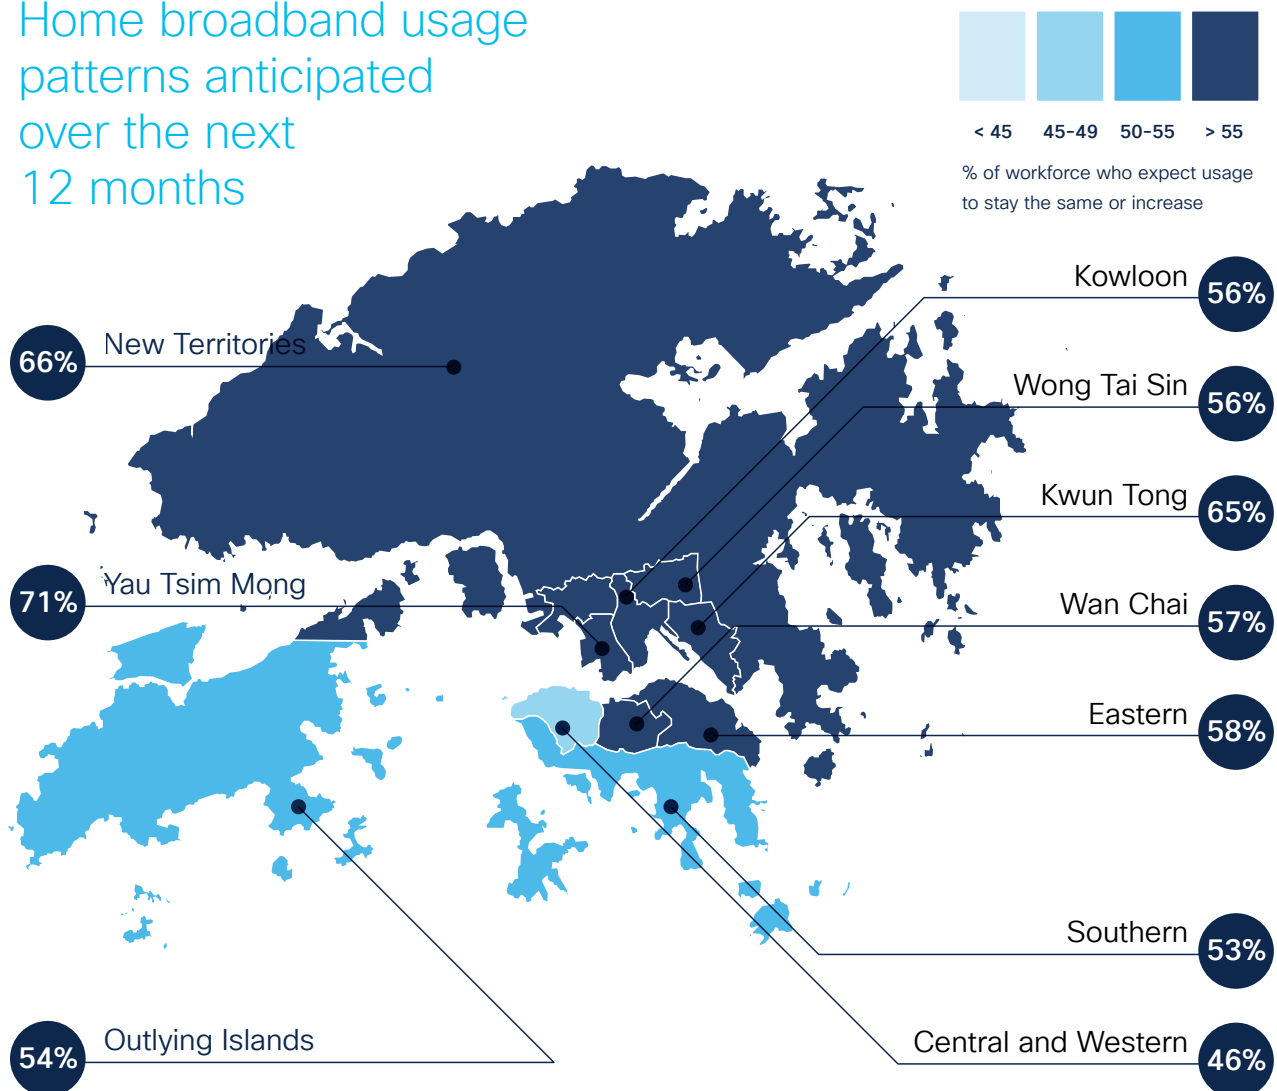 Home broadband usage
patterns anticipated
over the next
12 months
< 45
45-49
50-55
> 55
% of workforce who expect usage
to stay the same or increase
Kowloon
56%
New Territories
66%
Wong Tai Sin
56%
Kwun Tong
65%
Yau Tsim Mong
71%
Wan Chai
57%
Eastern
58%
Southern
53%
Outlying Islands
54%
Central and Western
46%